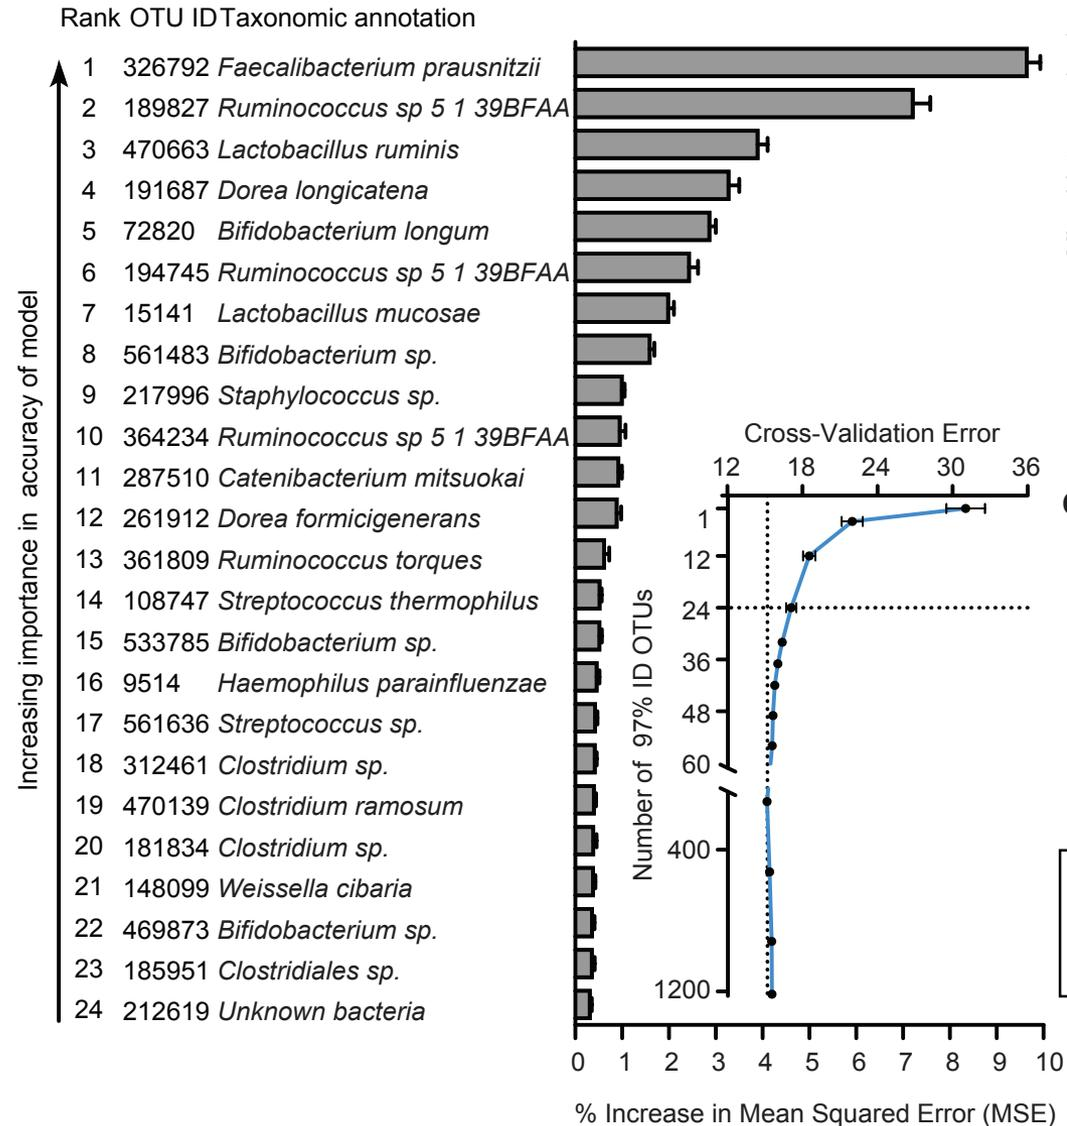 Rank OTU ID Taxonomic annotation
1 326792 Faecalibacterium prausnitzii
2 189827 Ruminococcus sp 5 1 39BFAA
3 470663 Lactobacillus ruminis
4 191687 Dorea longicatena
5 72820 Bifidobacterium longum
6 194745 Ruminococcus sp 5 1 39BFAA
7 15141 Lactobacillus mucosae
8 561483 Bifidobacterium sp.
9 217996 Staphylococcus sp.
10 364234 Ruminococcus sp 5 1 39BFAA
11 287510 Catenibacterium mitsuokai
12 261912 Dorea formicigenerans
13 361809 Ruminococcus torques
14 108747 Streptococcus thermophilus
15 533785 Bifidobacterium sp.
16 9514 Haemophilus parainfluenzae
17 561636 Streptococcus sp.
18 312461 Clostridium sp.
19 470139 Clostridium ramosum
20 181834 Clostridium sp.
21 148099 Weissella cibaria
22 469873 Bifidobacterium sp.
23 185951 Clostridiales sp.
24 212619 Unknown bacteria
Increasing importance in accuracy of model
Cross-Validation Error
12 18 24 30 36
1
12
24
36
48
60
400
1200
Number of 97% ID OTUs
0 1 2 3 4 5 6 7 8 9 10
% Increase in Mean Squared Error (MSE)